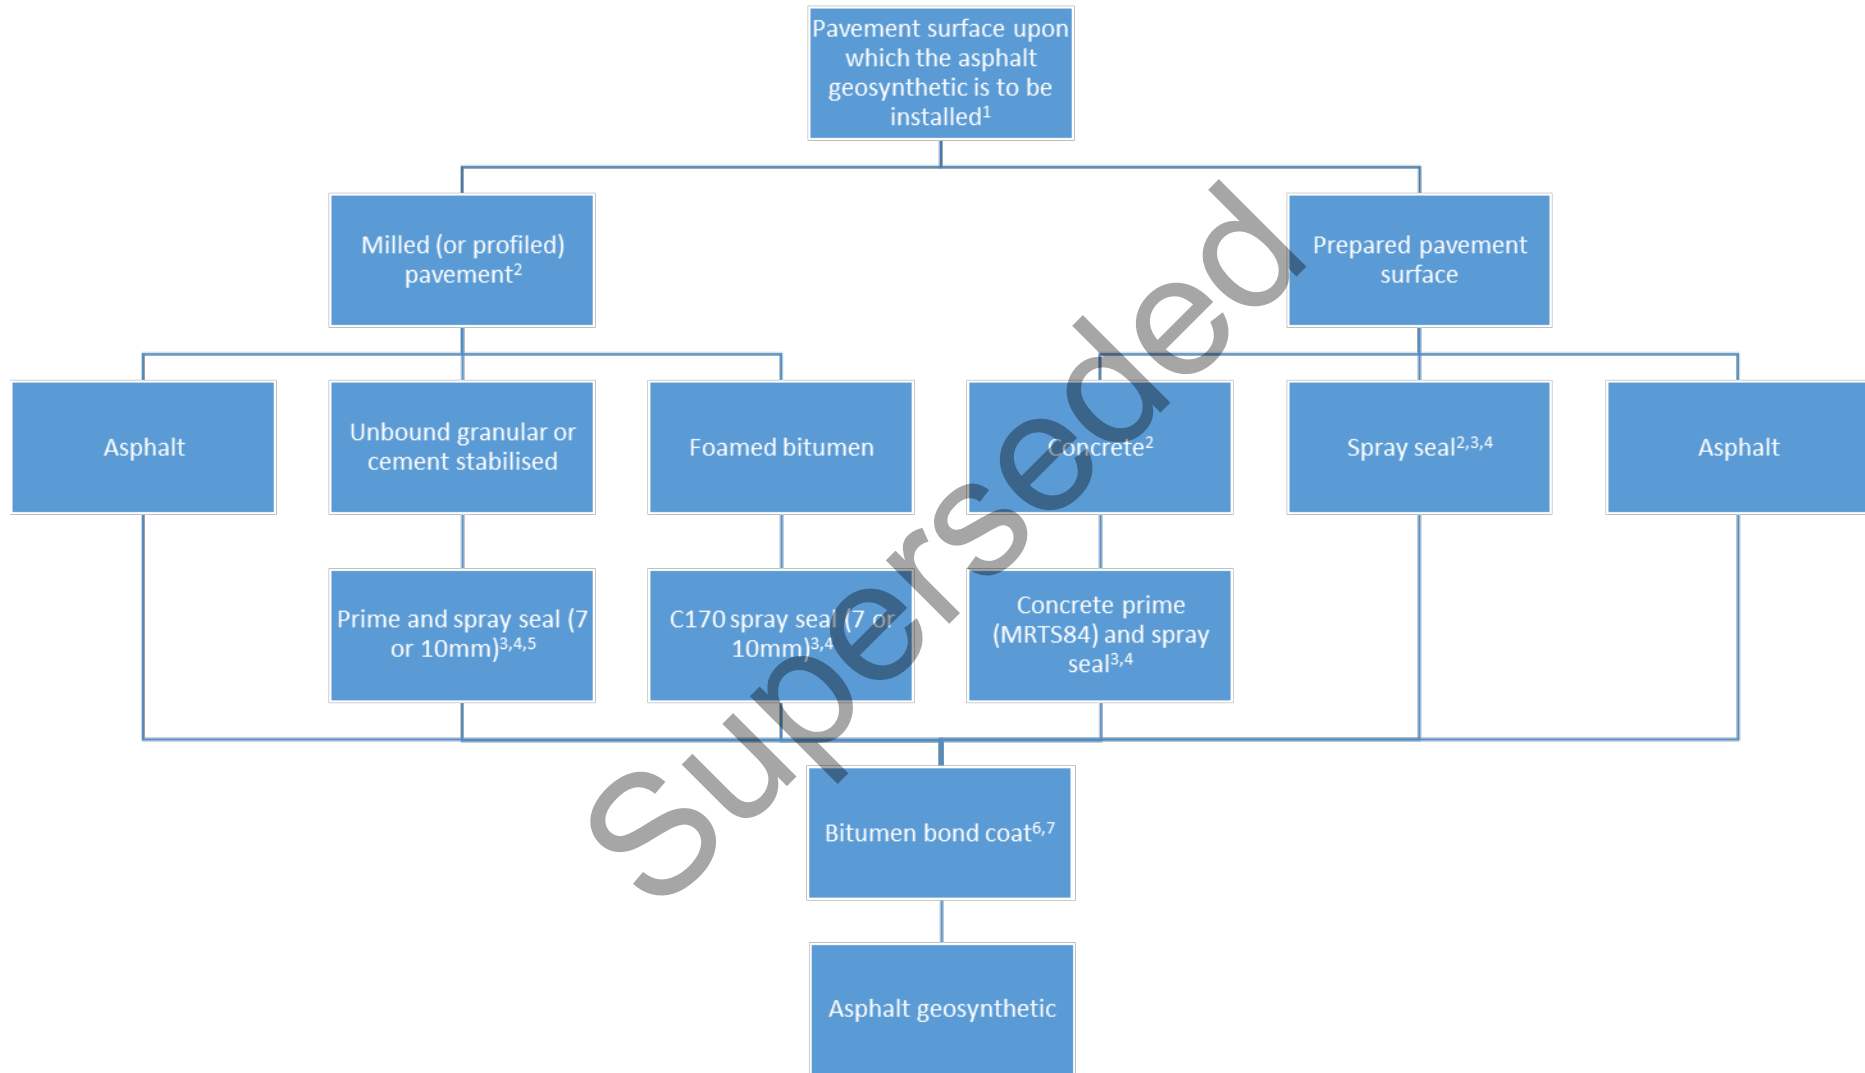 Pavement surface upon
which the asphalt
geosynthetic is to be
installed¹
Milled (or profiled)
pavement²
Prepared pavement
surface
Asphalt
Unbound granular or
cement stabilised
Foamed bitumen
Concrete²
Spray seal²,³,⁴
Asphalt
Prime and spray seal (7
or 10mm)³,⁴,⁵
C170 spray seal (7 or
10mm)³,⁴
Concrete prime
(MRTS84) and spray
seal³,⁴
Bitumen bond coat⁶,⁷
Asphalt geosynthetic
Superseded